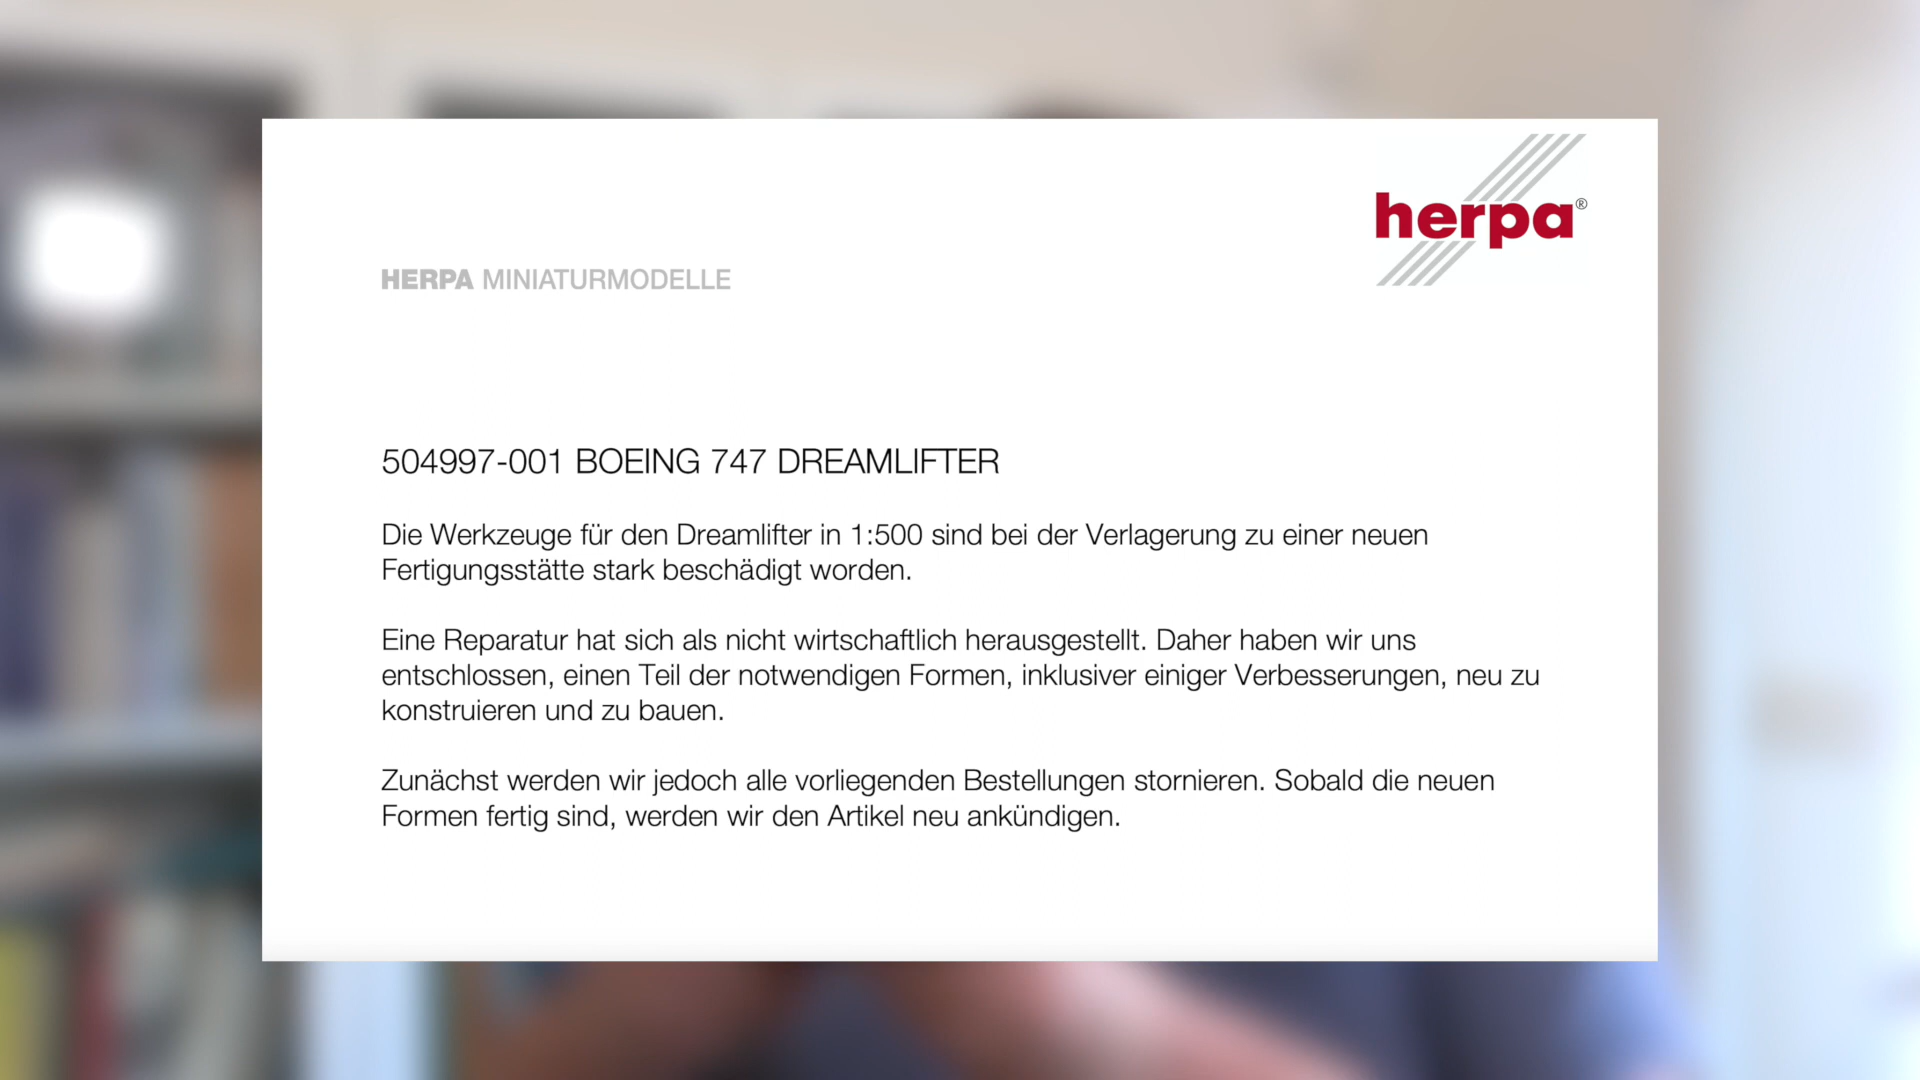 herpa®
HERPA MINIATURMODELLE
504997-001 BOEING 747 DREAMLIFTER
Die Werkzeuge für den Dreamlifter in 1:500 sind bei der Verlagerung zu einer neuen
Fertigungsstätte stark beschädigt worden.
Eine Reparatur hat sich als nicht wirtschaftlich herausgestellt. Daher haben wir uns
entschlossen, einen Teil der notwendigen Formen, inklusiver einiger Verbesserungen, neu zu
konstruieren und zu bauen.
Zunächst werden wir jedoch alle vorliegenden Bestellungen stornieren. Sobald die neuen
Formen fertig sind, werden wir den Artikel neu ankündigen.